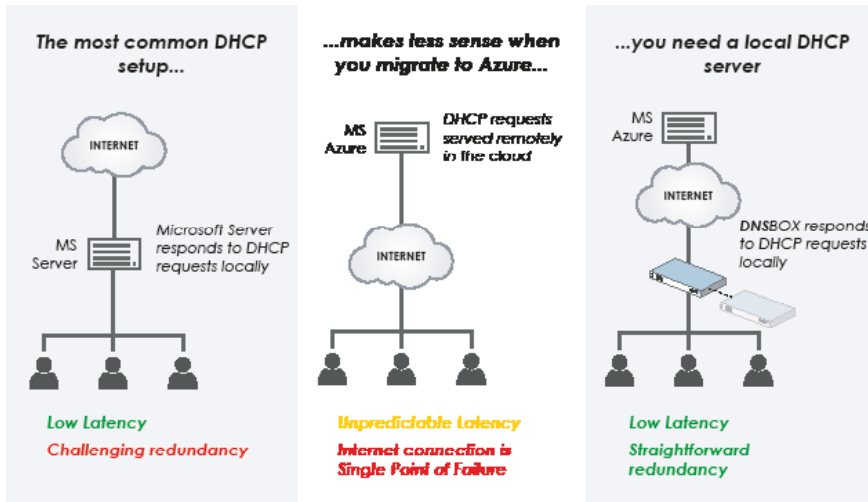 The most common DHCP
setup...
INTERNET
MS
Server
Microsoft Server
responds to DHCP
requests locally
Low Latency
Challenging redundancy
...makes less sense when
you migrate to Azure...
MS
Azure
DHCP requests
served remotely
in the cloud
INTERNET
Unpredictable Latency
Internet connection is
Single Point of Failure
...you need a local DHCP
server
MS
Azure
INTERNET
DNSBOX responds
to DHCP requests
locally
Low Latency
Straightforward
redundancy